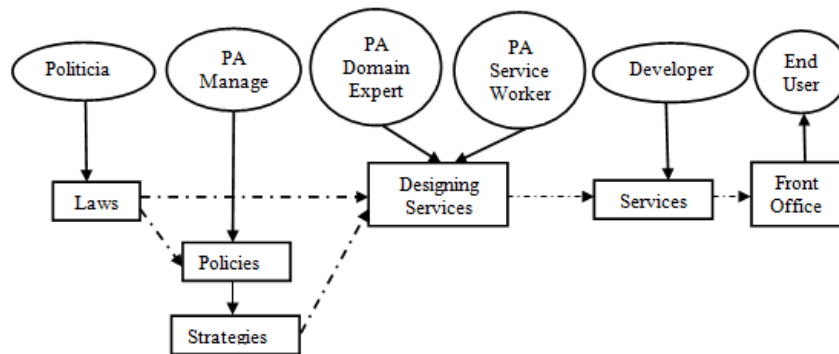 Politicia
PA
Manage
PA
Domain
Expert
PA
Service
Worker
Developer
End
User
Laws
Designing
Services
Services
Front
Office
Policies
Strategies